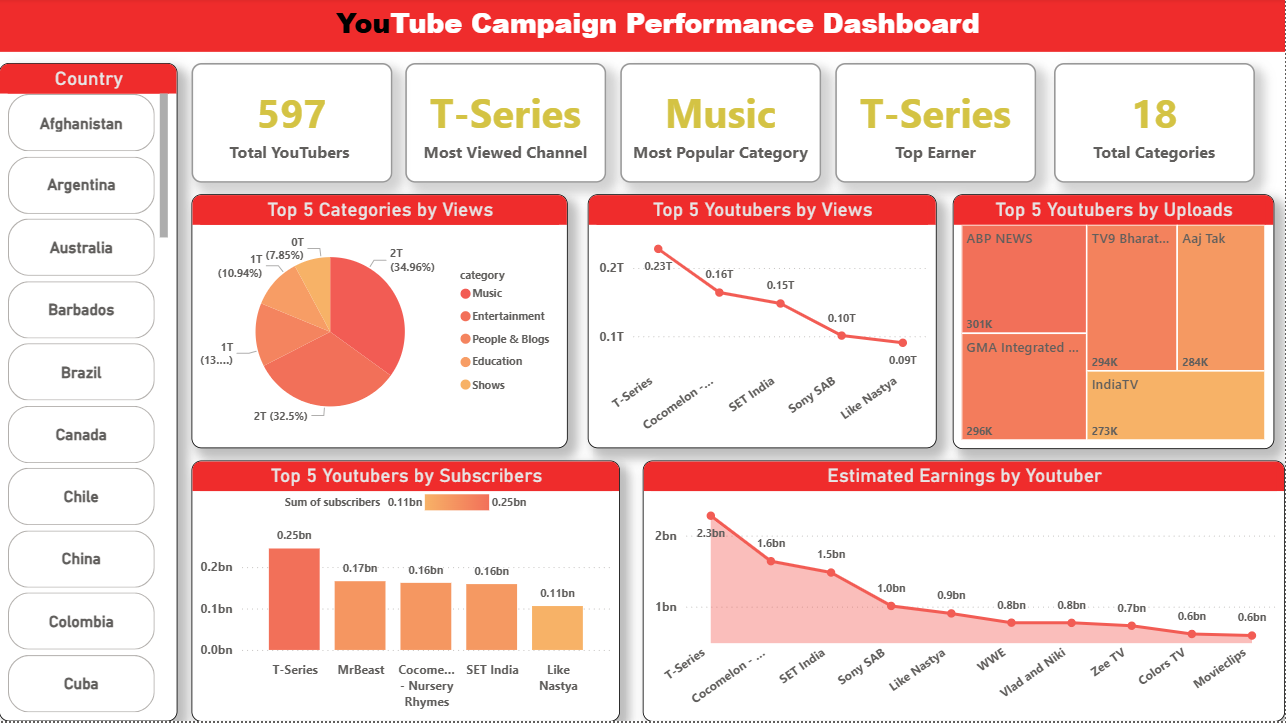 YouTube Campaign Performance Dashboard
Country
Afghanistan
Argentina
Australia
Barbados
Brazil
Canada
Chile
China
Colombia
Cuba
597
Total YouTubers
T-Series
Most Viewed Channel
Music
Most Popular Category
T-Series
Top Earner
18
Total Categories
Top 5 Categories by Views
0T
(7.85%)
1T
(10.94%)
1T
(13....)
2T (32.5%)
2T
(34.96%)
category
Music
Entertainment
People & Blogs
Education
Shows
Top 5 Youtubers by Views
0.2T
0.1T
0.23T
0.16T
0.15T
0.10T
0.09T
T-Series
Cocomelon -...
SET India
Sony SAB
Like Nastya
Top 5 Youtubers by Uploads
ABP NEWS
301K
GMA Integrated ...
296K
TV9 Bharat...
294K
Aaj Tak
284K
IndiaTV
273K
Top 5 Youtubers by Subscribers
Sum of subscribers 0.11bn 0.25bn
0.2bn
0.1bn
0.0bn
0.25bn
0.17bn
0.16bn
0.16bn
0.11bn
T-Series
MrBeast
Cocome...
- Nursery
Rhymes
SET India
Like
Nastya
Estimated Earnings by Youtuber
2bn
1bn
2.3bn
1.6bn
1.5bn
1.0bn
0.9bn
0.8bn
0.8bn
0.7bn
0.6bn
0.6bn
T-Series
Cocomelon - ...
SET India
Sony SAB
Like Nastya
WWE
Vlad and Niki
Zee TV
Colors TV
Movieclips